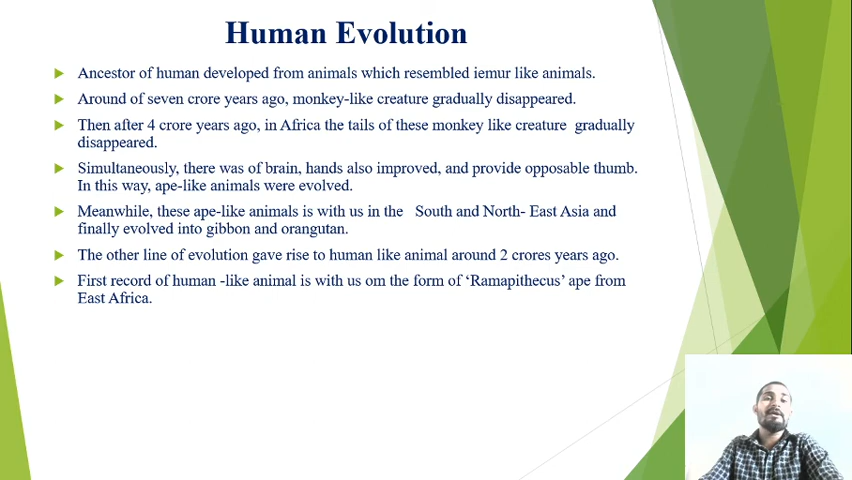 Human Evolution
Ancestor of human developed from animals which resembled iemur like animals.
Around of seven crore years ago, monkey-like creature gradually disappeared.
Then after 4 crore years ago, in Africa the tails of these monkey like creature gradually
disappeared.
Simultaneously, there was of brain, hands also improved, and provide opposable thumb.
In this way, ape-like animals were evolved.
Meanwhile, these ape-like animals is with us in the South and North- East Asia and
finally evolved into gibbon and orangutan.
The other line of evolution gave rise to human like animal around 2 crores years ago.
First record of human -like animal is with us om the form of ‘Ramapithecus’ ape from
East Africa.